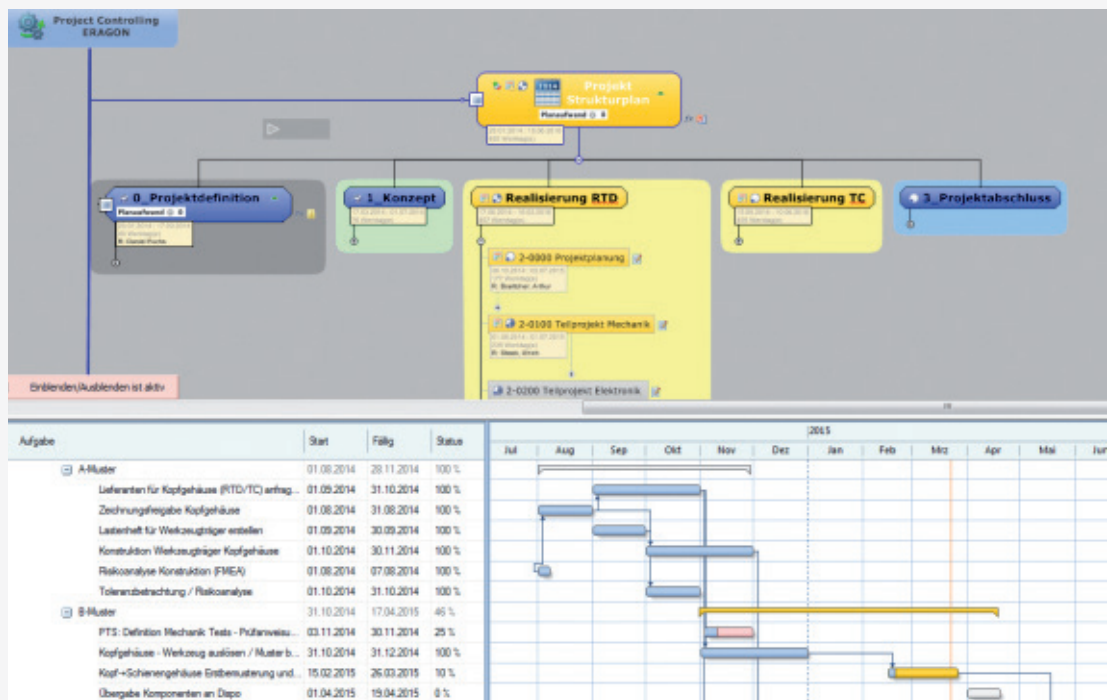 Project Controlling
ERAGON
Projekt
Strukturplan
Planaufwand
0_Projektdefinition
Planaufwand
1_Konzept
Realisierung RTD
Realisierung TC
3_Projektabschluss
2-0000 Projektplanung
2-0100 Teilprojekt Mechanik
2-0200 Teilprojekt Elektronik
Einblenden/Ausblenden ist aktiv
Aufgabe Start Fällig Status
2015
Jul Aug Sep Okt Nov Dez Jan Feb Mrz Apr Mai Jun
A-Muster 01.08.2014 28.11.2014 100 %
Lieferanten für Kopfgehäuse (RTD/TC) anfrag... 01.09.2014 31.10.2014 100 %
Zeichnungsfreigabe Kopfgehäuse 01.08.2014 31.08.2014 100 %
Lastenheft für Werkzeugträger erstellen 01.09.2014 30.09.2014 100 %
Konstruktion Werkzeugträger Kopfgehäuse 01.10.2014 30.11.2014 100 %
Risikoanalyse Konstruktion (FMEA) 01.08.2014 07.08.2014 100 %
Toleranzbetrachtung / Risikoanalyse 01.10.2014 31.10.2014 100 %
B-Muster 31.10.2014 17.04.2015 46 %
PTS: Definition Mechanik Tests - Prüfanweisu... 03.11.2014 30.11.2014 25 %
Kopfgehäuse - Werkzeug auslösen / Muster b... 31.10.2014 31.12.2014 100 %
Kopf-+Schienengehäuse Erstbemusterung und... 15.02.2015 26.03.2015 10 %
Übergabe Komponenten an Dapo 01.04.2015 19.04.2015 0 %